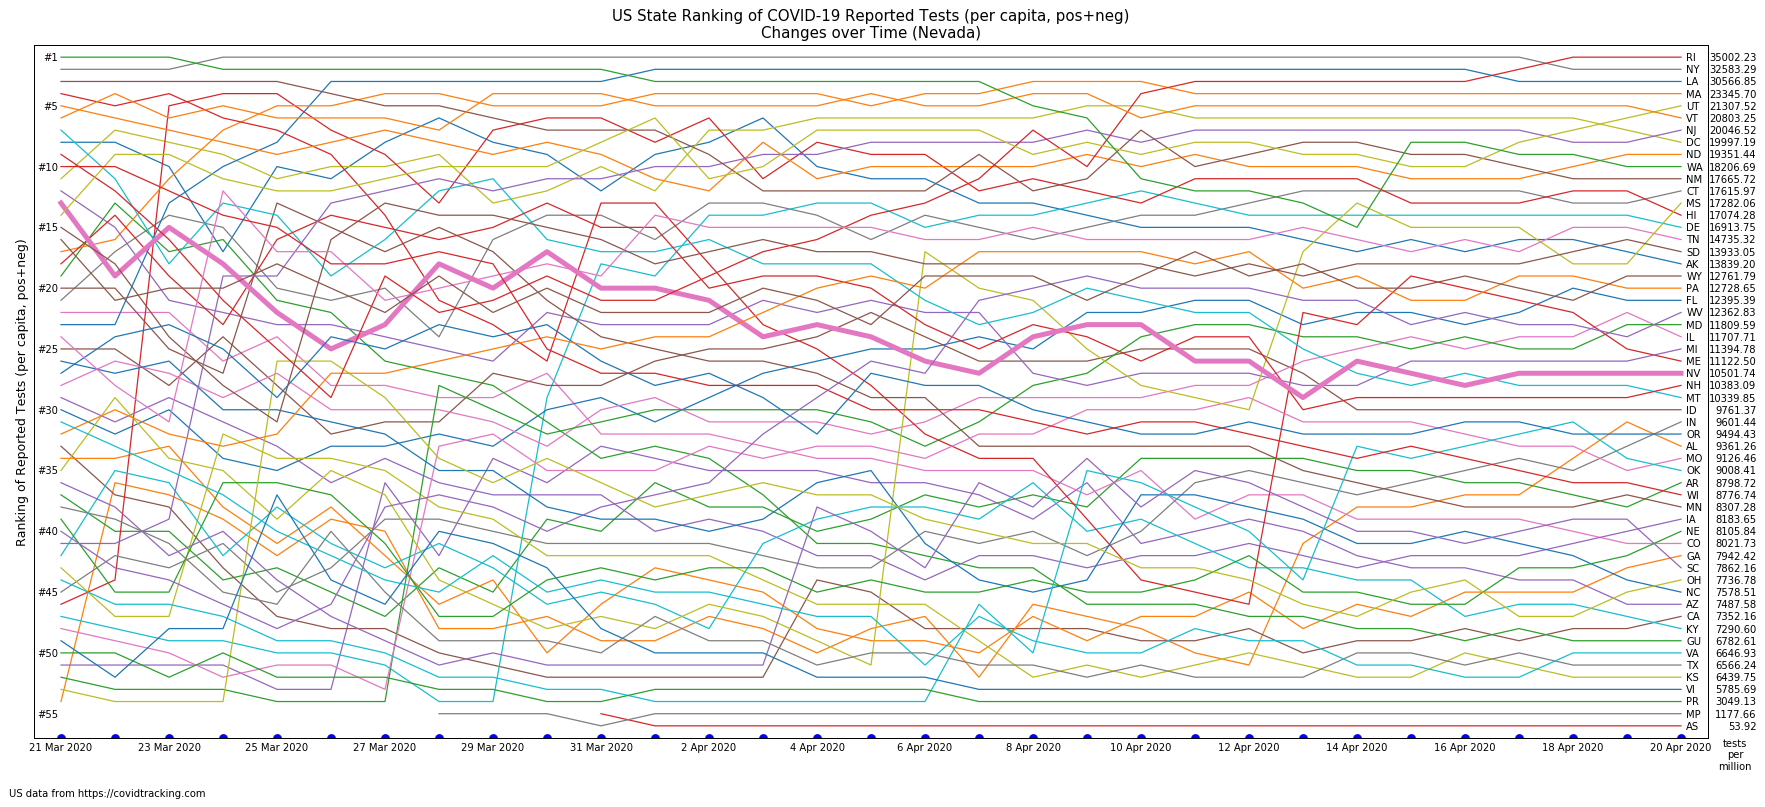 US State Ranking of COVID-19 Reported Tests (per capita, pos+neg)
Changes over Time (Nevada)
Ranking of Reported Tests (per capita, pos+neg)
#1
#5
#10
#15
#20
#25
#30
#35
#40
#45
#50
#55
RI 35002.23
NY 32583.29
LA 30566.85
MA 23345.70
UT 21307.52
VT 20803.25
NJ 20046.52
DC 19997.19
ND 19351.44
WA 18206.69
NM 17665.72
CT 17615.97
MS 17282.06
HI 17074.28
DE 16913.75
TN 14735.32
SD 13933.05
AK 13839.20
WY 12761.79
PA 12728.65
FL 12395.39
WV 12362.83
MD 11809.59
IL 11707.71
MI 11394.78
ME 11122.50
NV 10501.74
NH 10383.09
MT 10339.85
ID 9761.37
IN 9601.44
OR 9494.43
AL 9361.26
MO 9126.46
OK 9008.41
AR 8798.72
WI 8776.74
MN 8307.28
IA 8183.65
NE 8105.84
CO 8021.73
GA 7942.42
SC 7862.16
OH 7736.78
NC 7578.51
AZ 7487.58
CA 7352.16
KY 7290.60
GU 6782.61
VA 6646.93
TX 6566.24
KS 6439.75
VI 5785.69
PR 3049.13
MP 1177.66
AS 53.92
21 Mar 2020 23 Mar 2020 25 Mar 2020 27 Mar 2020 29 Mar 2020 31 Mar 2020 2 Apr 2020 4 Apr 2020 6 Apr 2020 8 Apr 2020 10 Apr 2020 12 Apr 2020 14 Apr 2020 16 Apr 2020 18 Apr 2020 20 Apr 2020
tests
per
million
US data from https://covidtracking.com